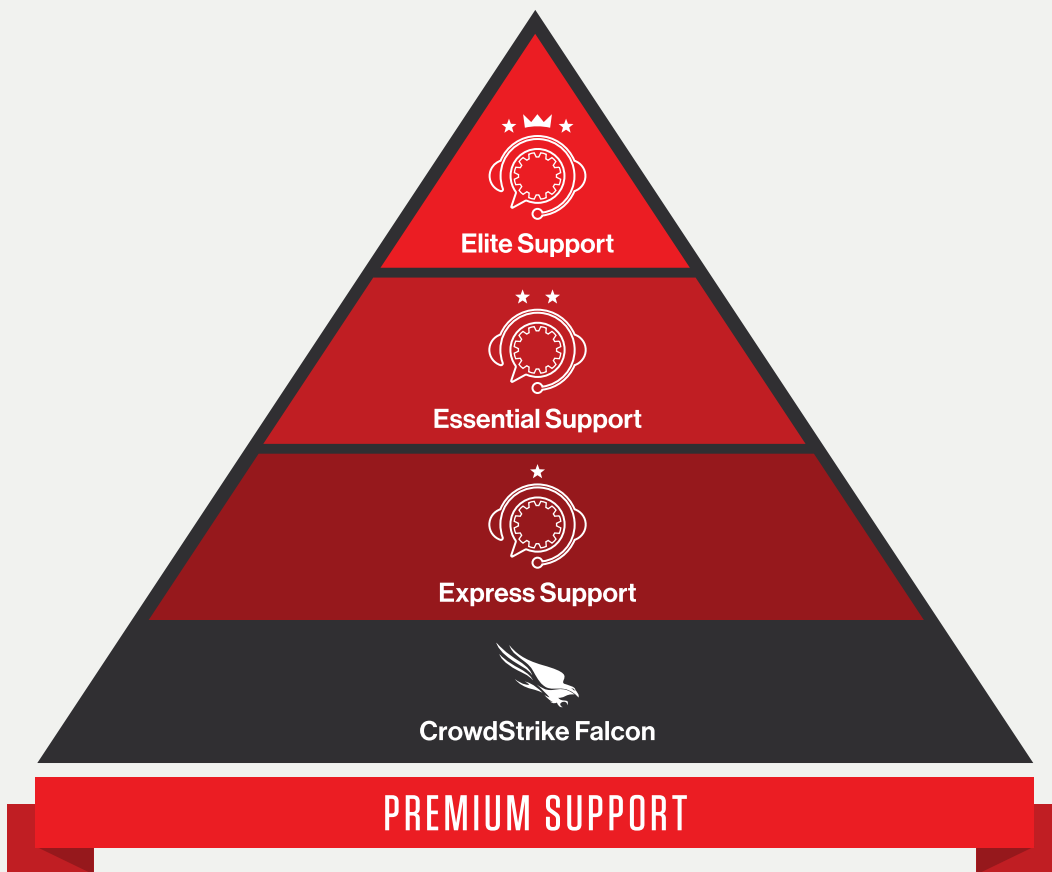 Elite Support
Essential Support
Express Support
CrowdStrike Falcon
PREMIUM SUPPORT